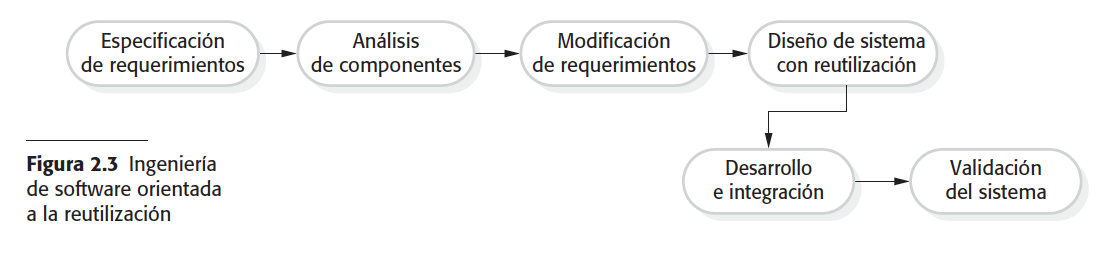 Especificación
de requerimientos
Análisis
de componentes
Modificación
de requerimientos
Diseño de sistema
con reutilización
Desarrollo
e integración
Validación
del sistema
Figura 2.3 Ingeniería
de software orientada
a la reutilización